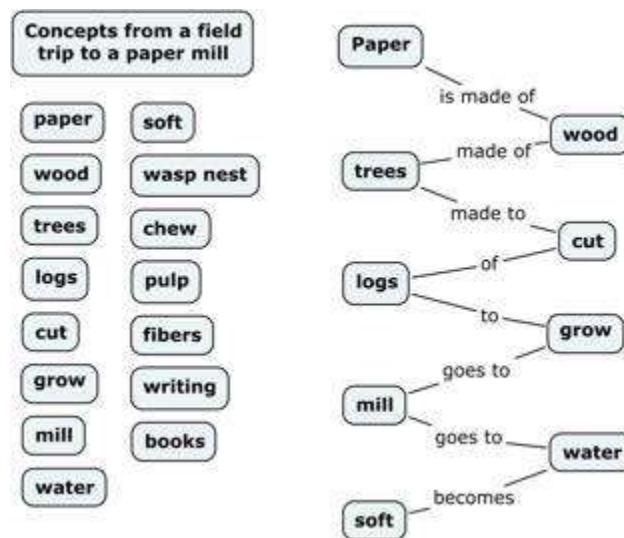 Concepts from a field
trip to a paper mill
paper
soft
wood
wasp nest
trees
chew
logs
pulp
cut
fibers
grow
writing
mill
books
water
Paper
is made of
wood
made of
trees
made to
cut
of
logs
to
grow
goes to
mill
goes to
water
becomes
soft